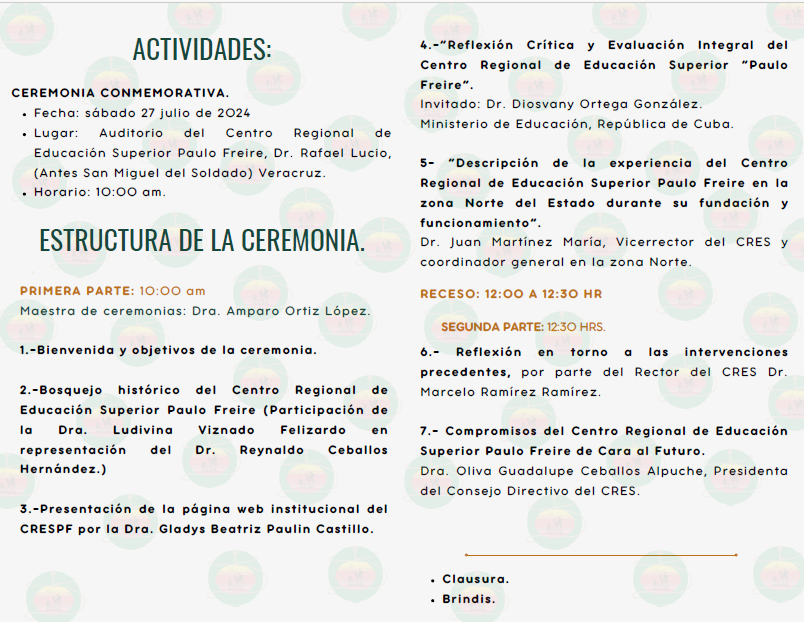 ACTIVIDADES:
CEREMONIA CONMEMORATIVA.
• Fecha: sábado 27 julio de 2024
• Lugar: Auditorio del Centro Regional de
Educación Superior Paulo Freire, Dr. Rafael Lucio,
(Antes San Miguel del Soldado) Veracruz.
• Horario: 10:00 am.
ESTRUCTURA DE LA CEREMONIA.
PRIMERA PARTE: 10:00 am
Maestra de ceremonias: Dra. Amparo Ortiz López.
1.-Bienvenida y objetivos de la ceremonia.
2.-Bosquejo histórico del Centro Regional de
Educación Superior Paulo Freire (Participación de
la Dra. Ludivina Viznado Felizardo en
representación del Dr. Reynaldo Ceballos
Hernández.)
3.-Presentación de la página web institucional del
CRESPF por la Dra. Gladys Beatriz Paulin Castillo.
4.-“Reflexión Crítica y Evaluación Integral del
Centro Regional de Educación Superior “Paulo
Freire”.
Invitado: Dr. Diosvany Ortega González.
Ministerio de Educación, República de Cuba.
5- “Descripción de la experiencia del Centro
Regional de Educación Superior Paulo Freire en la
zona Norte del Estado durante su fundación y
funcionamiento”.
Dr. Juan Martínez María, Vicerrector del CRES y
coordinador general en la zona Norte.
RECESO: 12:00 A 12:30 HR
SEGUNDA PARTE: 12:30 HRS.
6.- Reflexión en torno a las intervenciones
precedentes, por parte del Rector del CRES Dr.
Marcelo Ramírez Ramírez.
7.- Compromisos del Centro Regional de Educación
Superior Paulo Freire de Cara al Futuro.
Dra. Oliva Guadalupe Ceballos Alpuche, Presidenta
del Consejo Directivo del CRES.
• Clausura.
• Brindis.